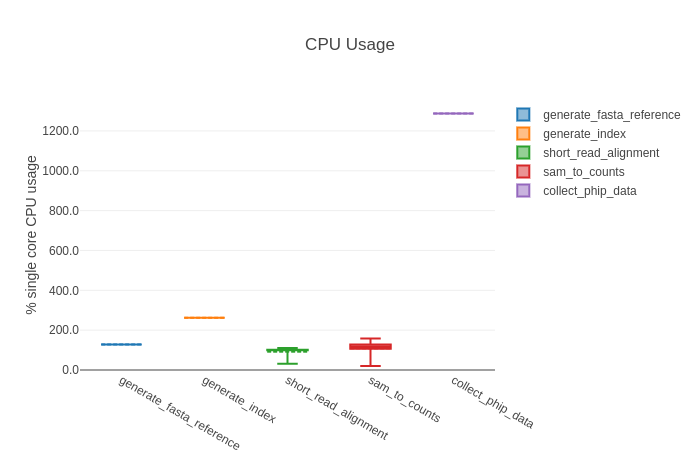 CPU Usage
% single core CPU usage
1200.0
1000.0
800.0
600.0
400.0
200.0
0.0
generate_fasta_reference
generate_index
short_read_alignment
sam_to_counts
collect_phip_data
generate_fasta_reference
generate_index
short_read_alignment
sam_to_counts
collect_phip_data